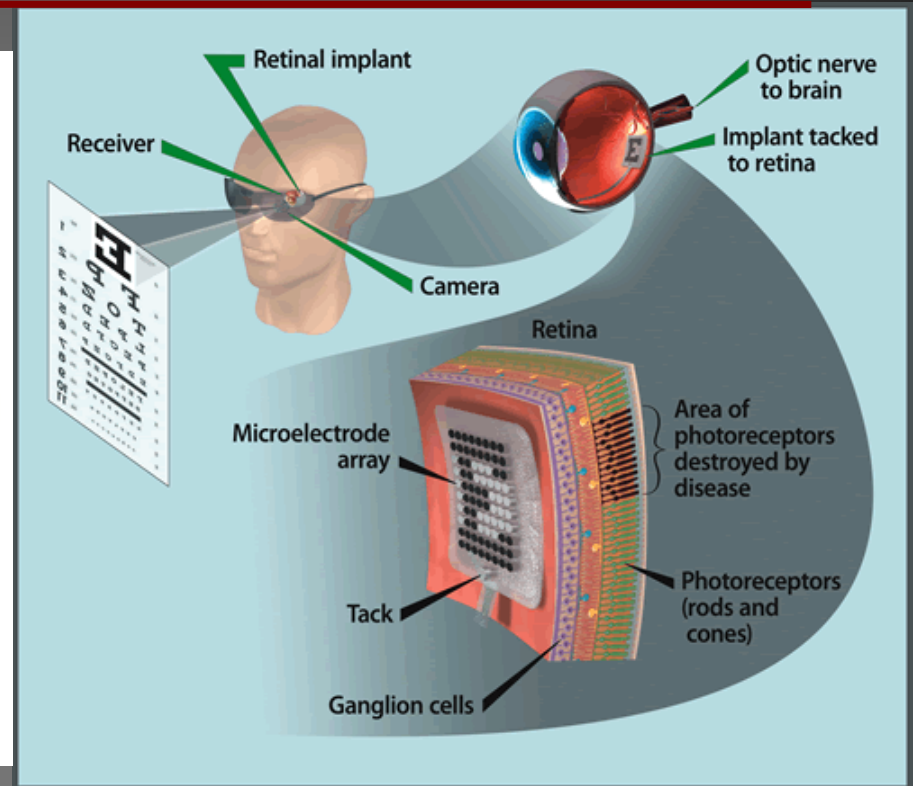 Retinal implant
Receiver
Camera
Optic nerve
to brain
Implant tacked
to retina
E
Retina
Microelectrode
array
Area of
photoreceptors
destroyed by
disease
Tack
Photoreceptors
(rods and
cones)
Ganglion cells